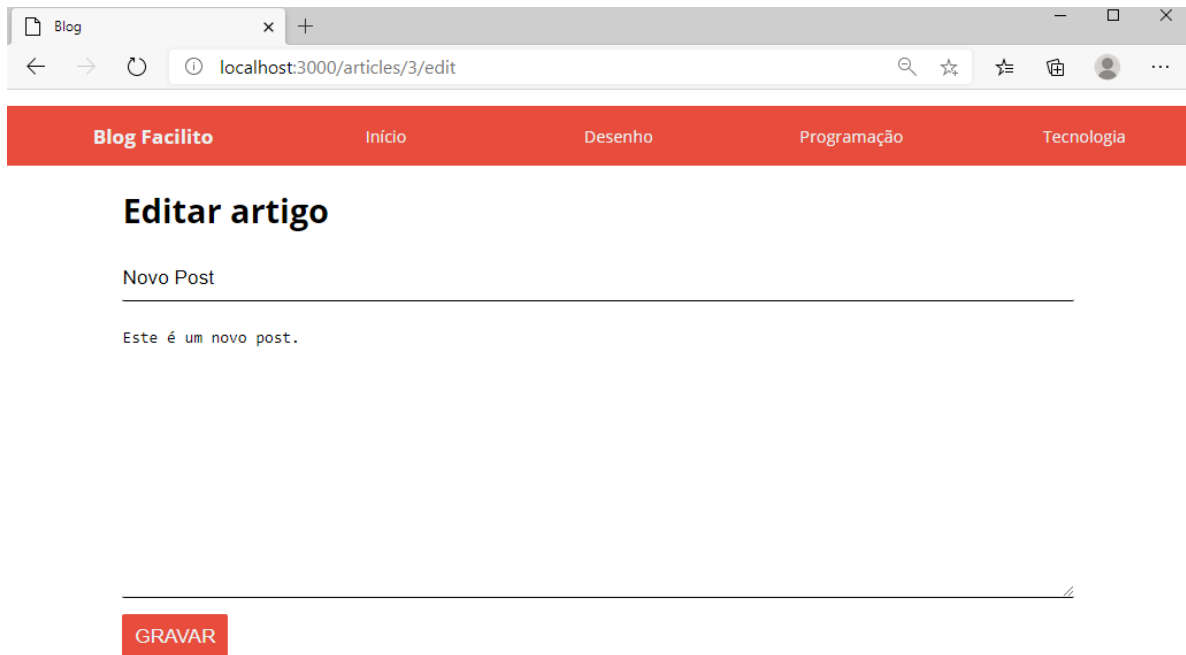 Blog
localhost:3000/articles/3/edit
Blog Facilito Início Desenho Programação Tecnologia
Editar artigo
Novo Post
Este é um novo post.
GRAVAR